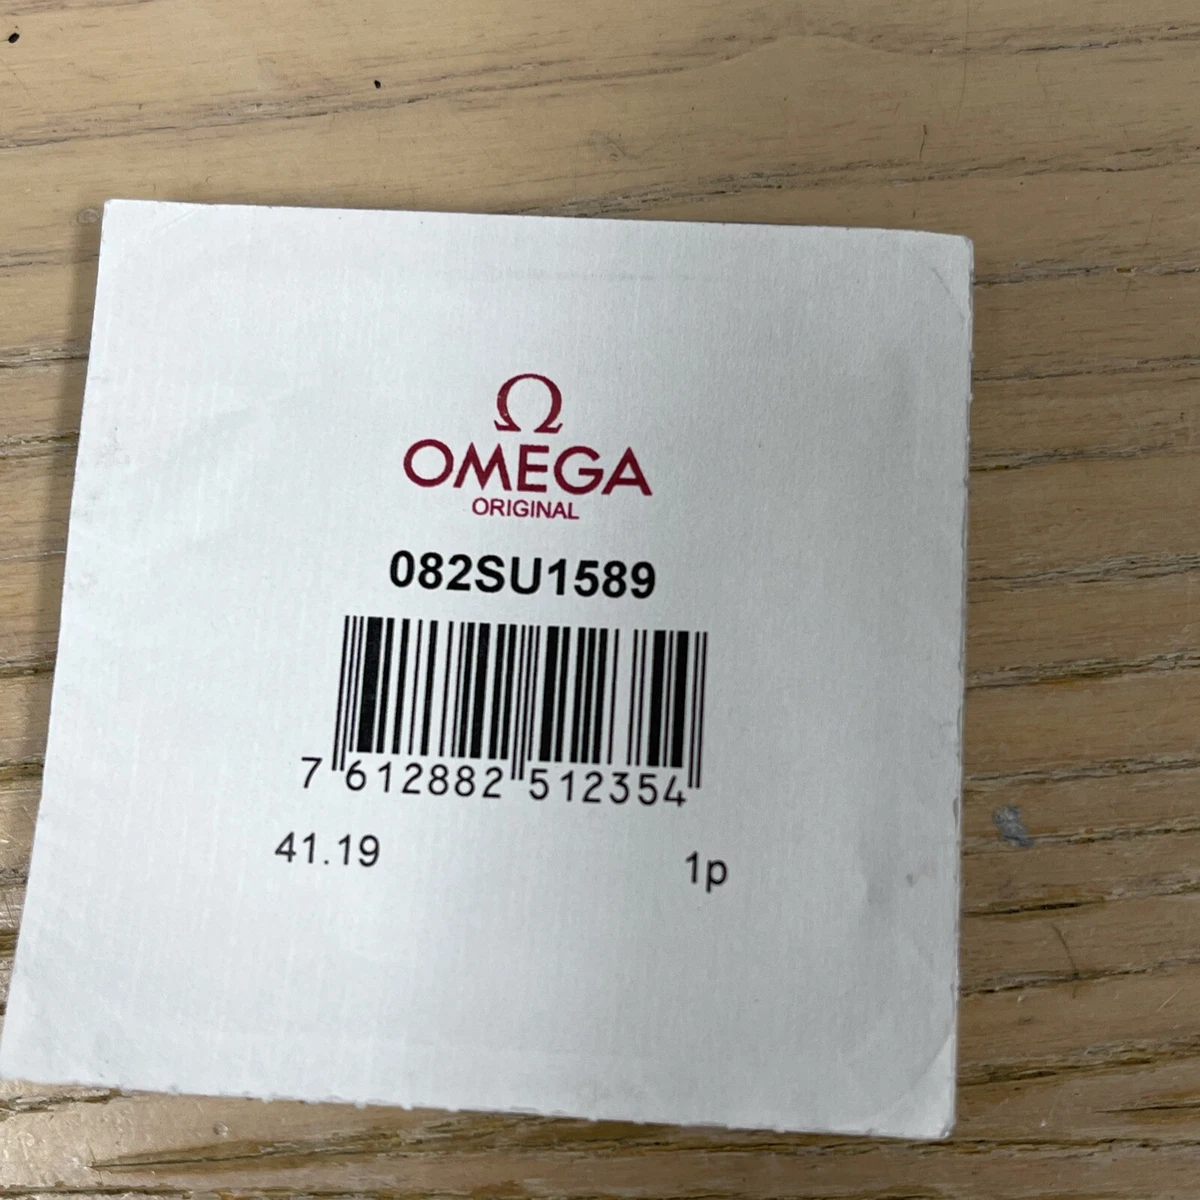 Ω
OMEGA
ORIGINAL
082SU1589
7 612882 512354
41.19
1p